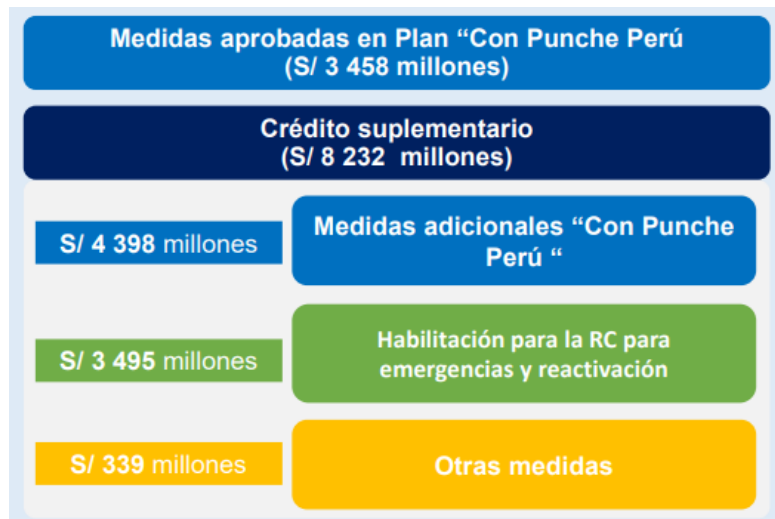 Medidas aprobadas en Plan “Con Punche Perú
(S/ 3 458 millones)
Crédito suplementario
(S/ 8 232  millones)
S/ 4 398 millones
Medidas adicionales “Con Punche
Perú “
S/ 3 495 millones
Habilitación para la RC para
emergencias y reactivación
S/ 339 millones
Otras medidas